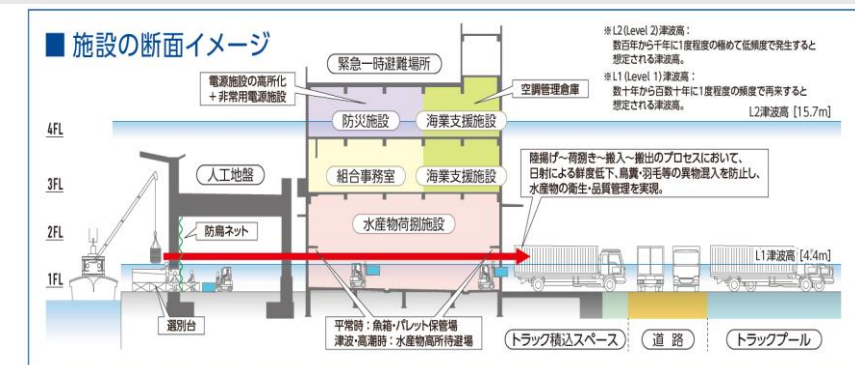 ■ 施設の断面イメージ
※L2(Level 2)津波高：
数百年から千年に1度程度の極めて低頻度で発生すると
想定される津波高。
※L1(Level 1)津波高：
数十年から百数十年に1度程度の頻度で再来すると
想定される津波高。
L2津波高 [15.7m]
緊急一時避難場所
電源施設の高所化
+ 非常用電源施設
空調管理倉庫
防災施設
海業支援施設
4FL
人工地盤
組合事務室
海業支援施設
陸揚げ～荷捌き～搬入～搬出のプロセスにおいて、
日射による鮮度低下、鳥糞・羽毛等の異物混入を防止し、
水産物の衛生・品質管理を実現。
3FL
水産物荷捌施設
防鳥ネット
2FL
L1津波高 [4.4m]
1FL
選別台
平常時：魚箱・パレット保管場
津波・高潮時：水産物高所待避場
トラック積込スペース
道 路
トラックプール